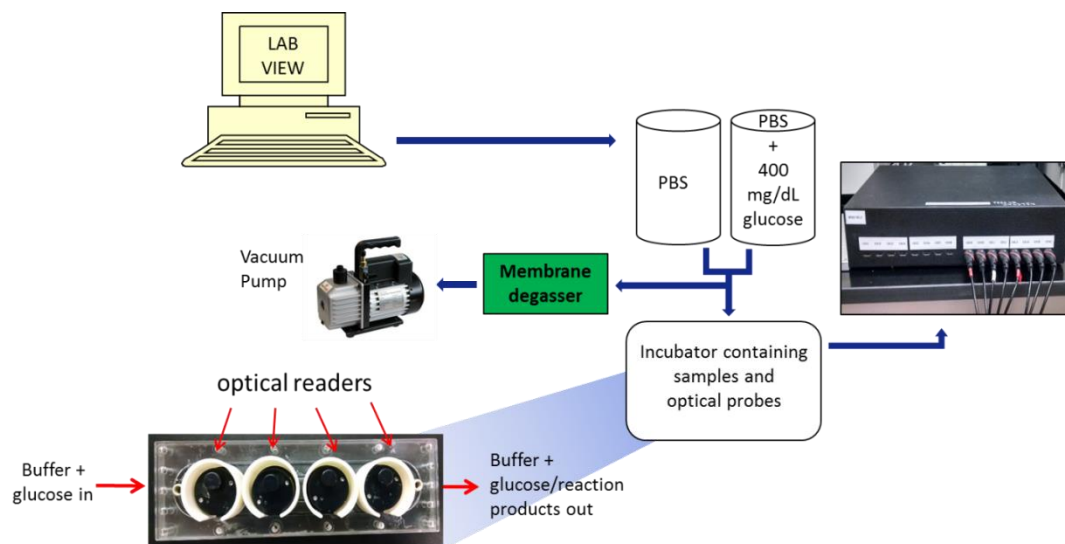 LAB
VIEW
PBS
PBS
+
400
mg/dL
glucose
Vacuum
Pump
Membrane
degasser
Incubator containing
samples and
optical probes
optical readers
Buffer +
glucose in
Buffer +
glucose/reaction
products out